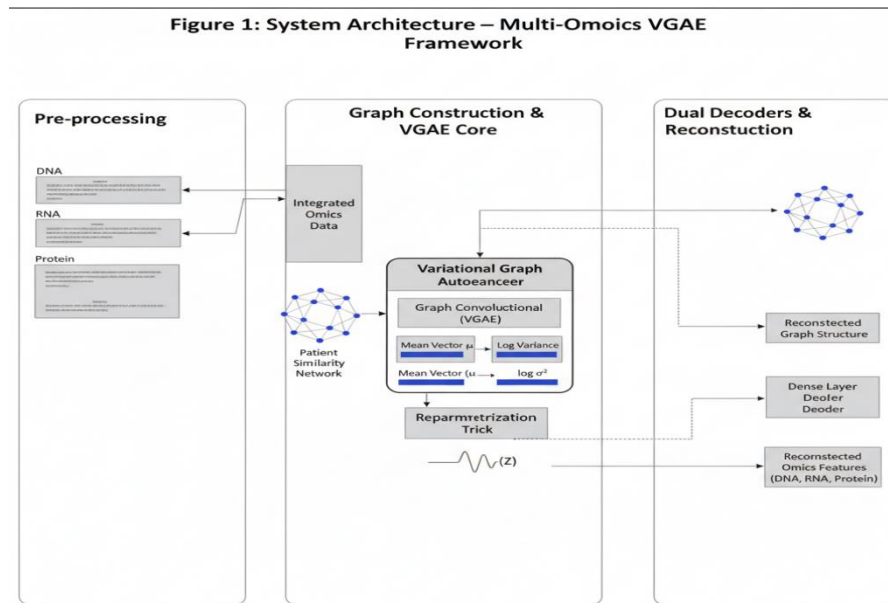 Figure 1: System Architecture – Multi-Omoics VGAE
Framework
Pre-processing
DNA
RNA
Protein
Graph Construction &
VGAE Core
Integrated
Omics
Data
Patient
Similarity
Network
Variational Graph
Autoeanceer
Graph Convoluctional
(VGAE)
Mean Vector μ
Log Variance
Mean Vector (μ
log σ²
Reparmetrization
Trick
(Z)
Dual Decoders &
Reconstuction
Reconstected
Graph Structure
Dense Layer
Deoler
Deoder
Recornstected
Omics Features
(DNA, RNA, Protein)